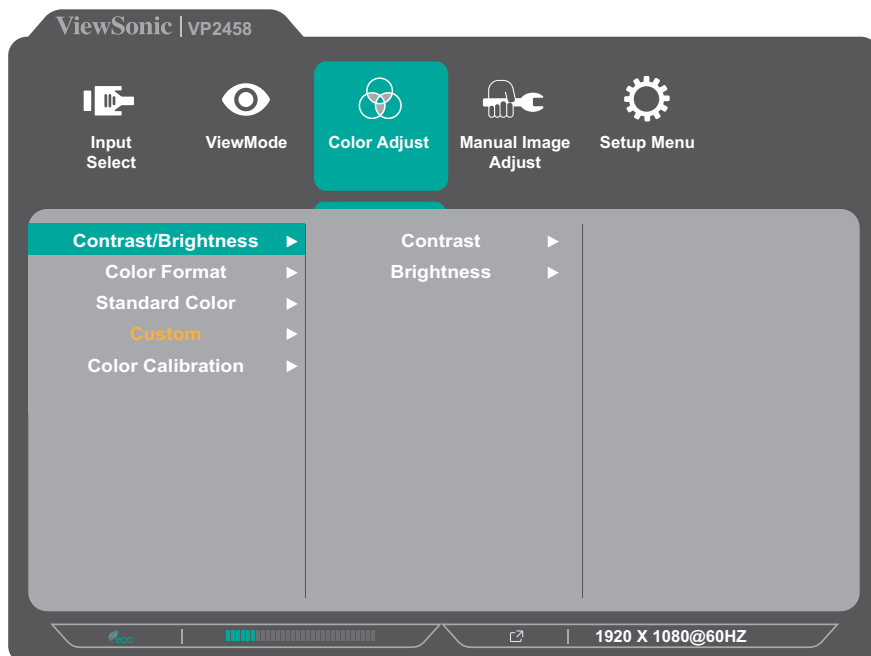 ViewSonic | VP2458
Input Select
ViewMode
Color Adjust
Manual Image Adjust
Setup Menu
Contrast/Brightness
Contrast
Color Format
Brightness
Standard Color
Custom
Color Calibration
eco
1920 X 1080@60HZ